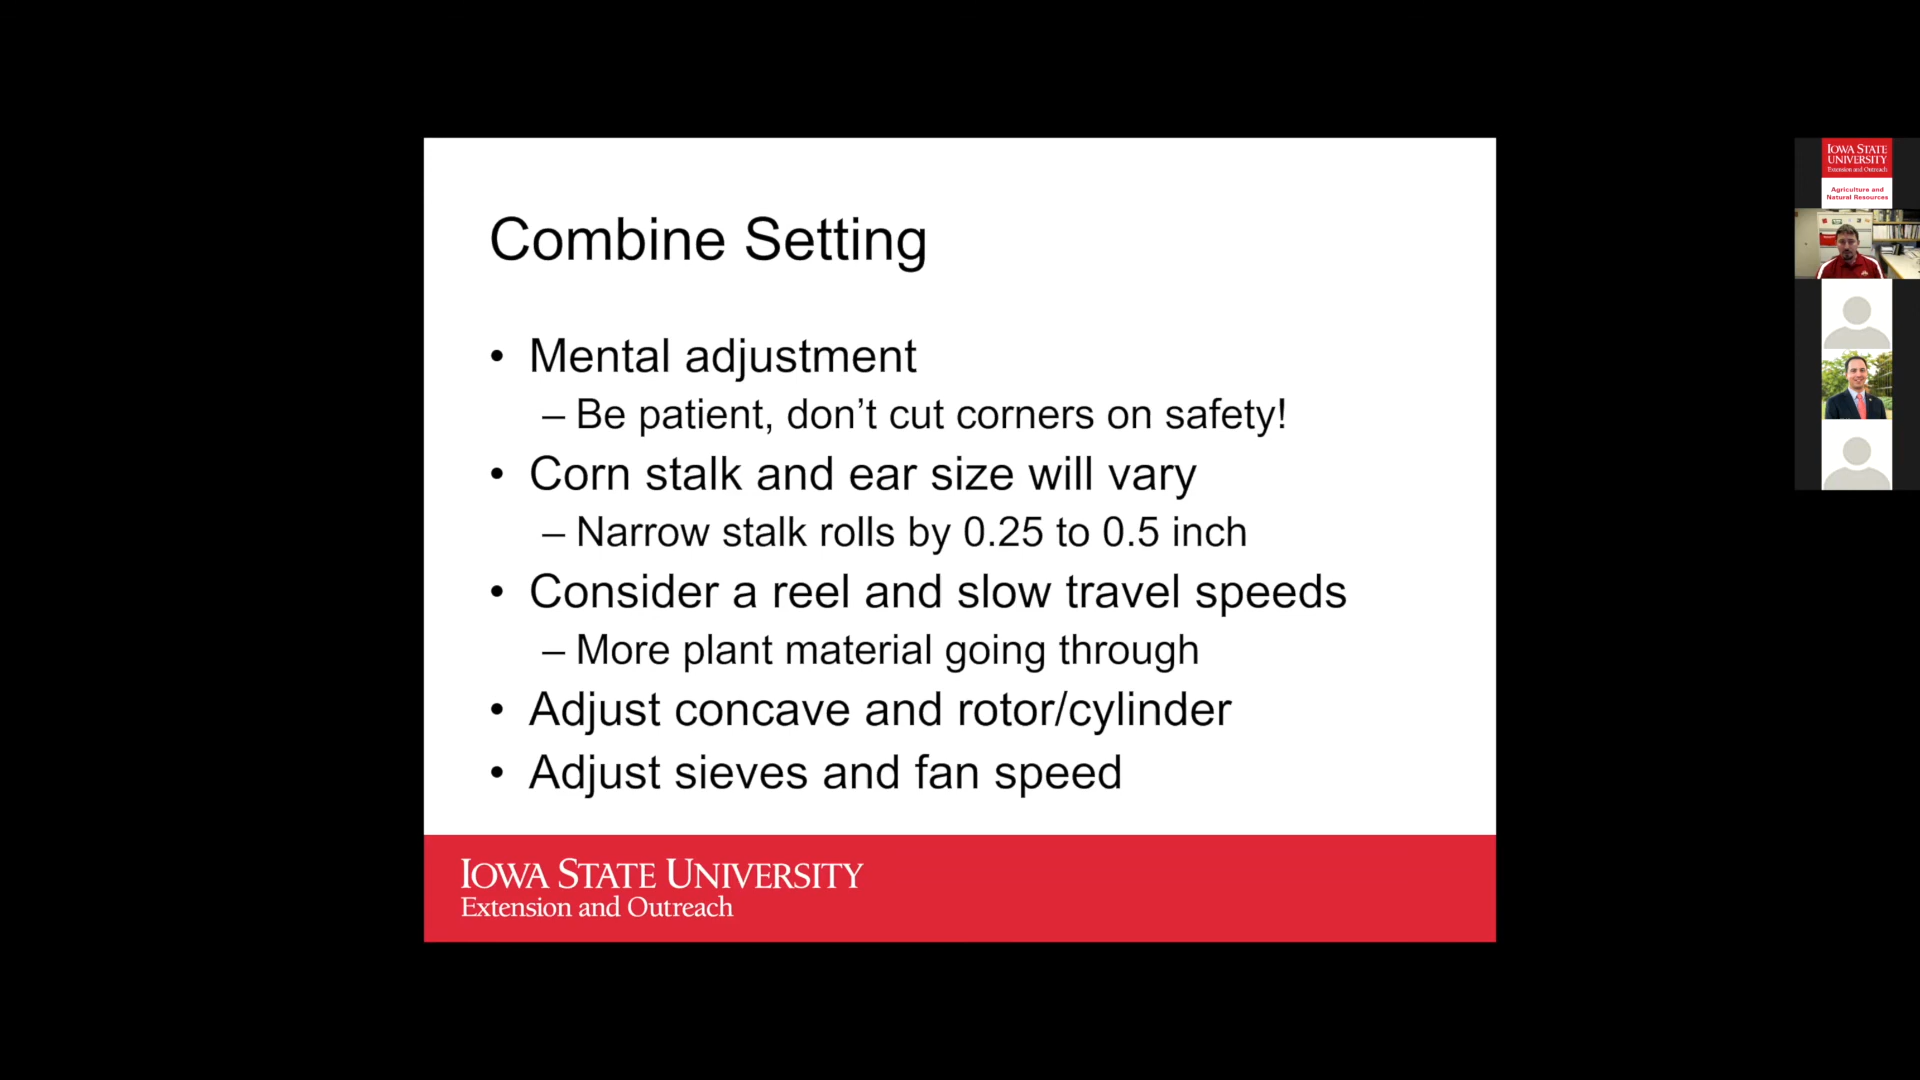 Combine Setting
• Mental adjustment
– Be patient, don’t cut corners on safety!
• Corn stalk and ear size will vary
– Narrow stalk rolls by 0.25 to 0.5 inch
• Consider a reel and slow travel speeds
– More plant material going through
• Adjust concave and rotor/cylinder
• Adjust sieves and fan speed
IOWA STATE UNIVERSITY
Extension and Outreach
IOWA STATE
UNIVERSITY
Extension and Outreach
Agriculture and
Natural Resources